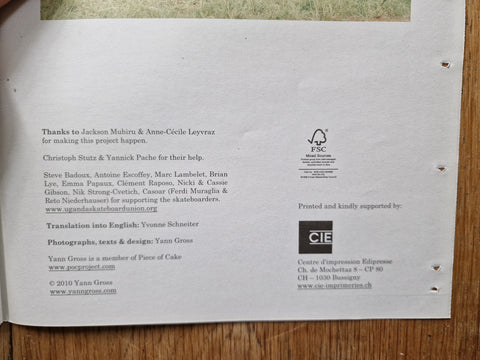 Thanks to Jackson Mubiru & Anne-Cécile Leyvraz
for making this project happen.
Christoph Stutz & Yannick Pache for their help.
Steve Badoux, Antoine Escoffey, Marc Lambelet, Brian
Lye, Emma Papaux, Clément Raposo, Nick & Cassie
Gibson, Nik Strong-Cvetich, Casoar (Ferdi Muraglia &
Reto Niederhauser) for supporting the skateboarders.
www.ugandaskateboardunion.org
Translation into English: Yvonne Schneiter
Photographs, texts & design: Yann Gross
Yann Gross is a member of Piece of Cake
www.pocproject.com
© 2010 Yann Gross
www.yanngross.com
FSC
Mixed Sources
Printed and kindly supported by:
CIE
Centre d'impression Edipresse
Ch. de Mochettaz 8 – CP 80
CH – 1030 Bussigny
www.cie-imprimeries.ch